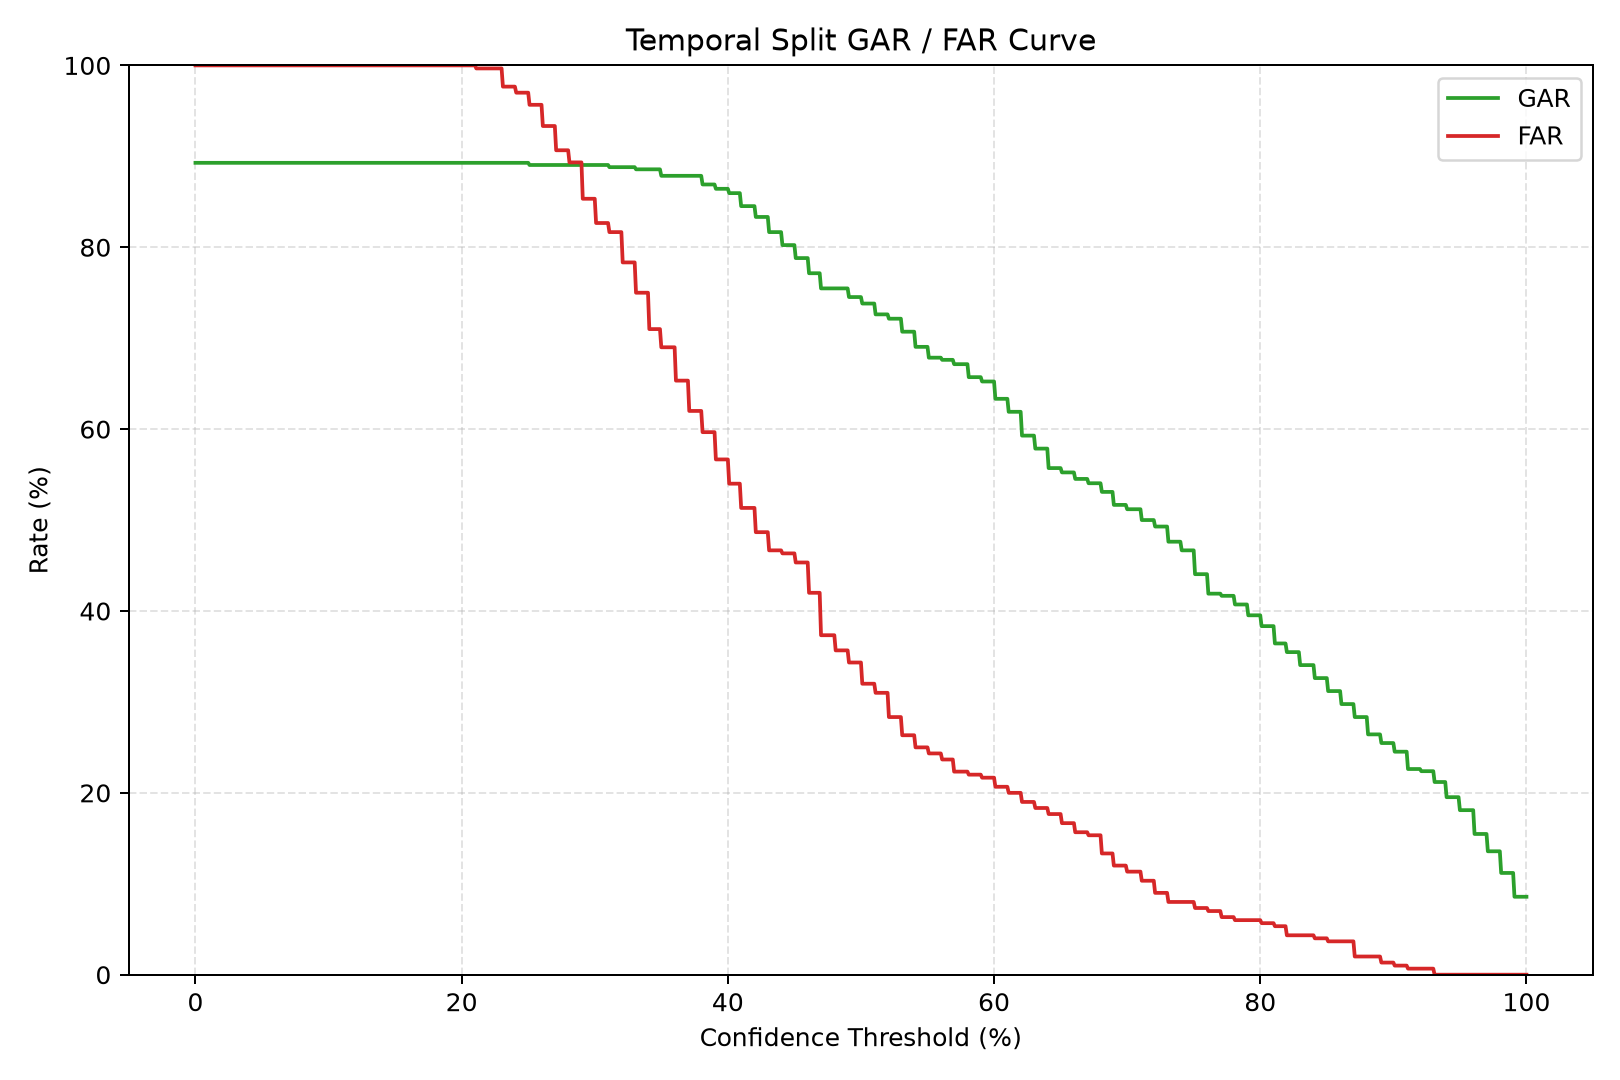 Temporal Split GAR / FAR Curve
GAR
FAR
100
80
60
40
20
0
Rate (%)
0 20 40 60 80 100
Confidence Threshold (%)